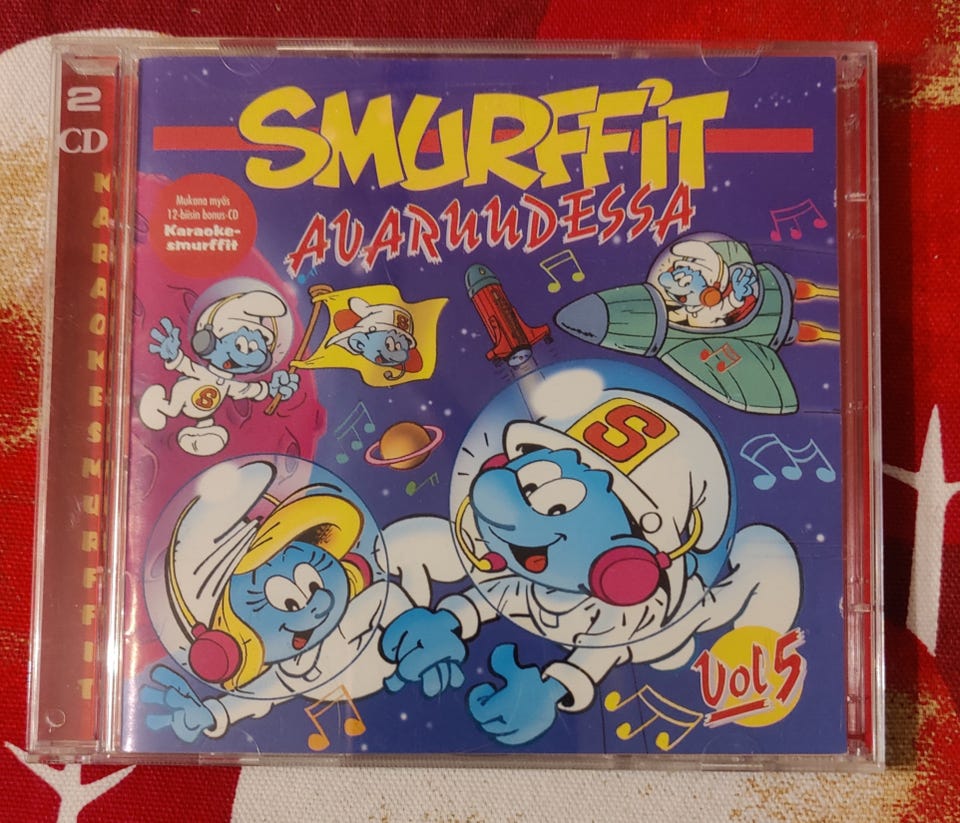 2
CD
KARAOKESMURFFIT
SMURFFIT
AVARUUDESSA
Mukana myös
12-biisin bonus-CD
Karaoke-
smurffit
S
S
S
Vol 5